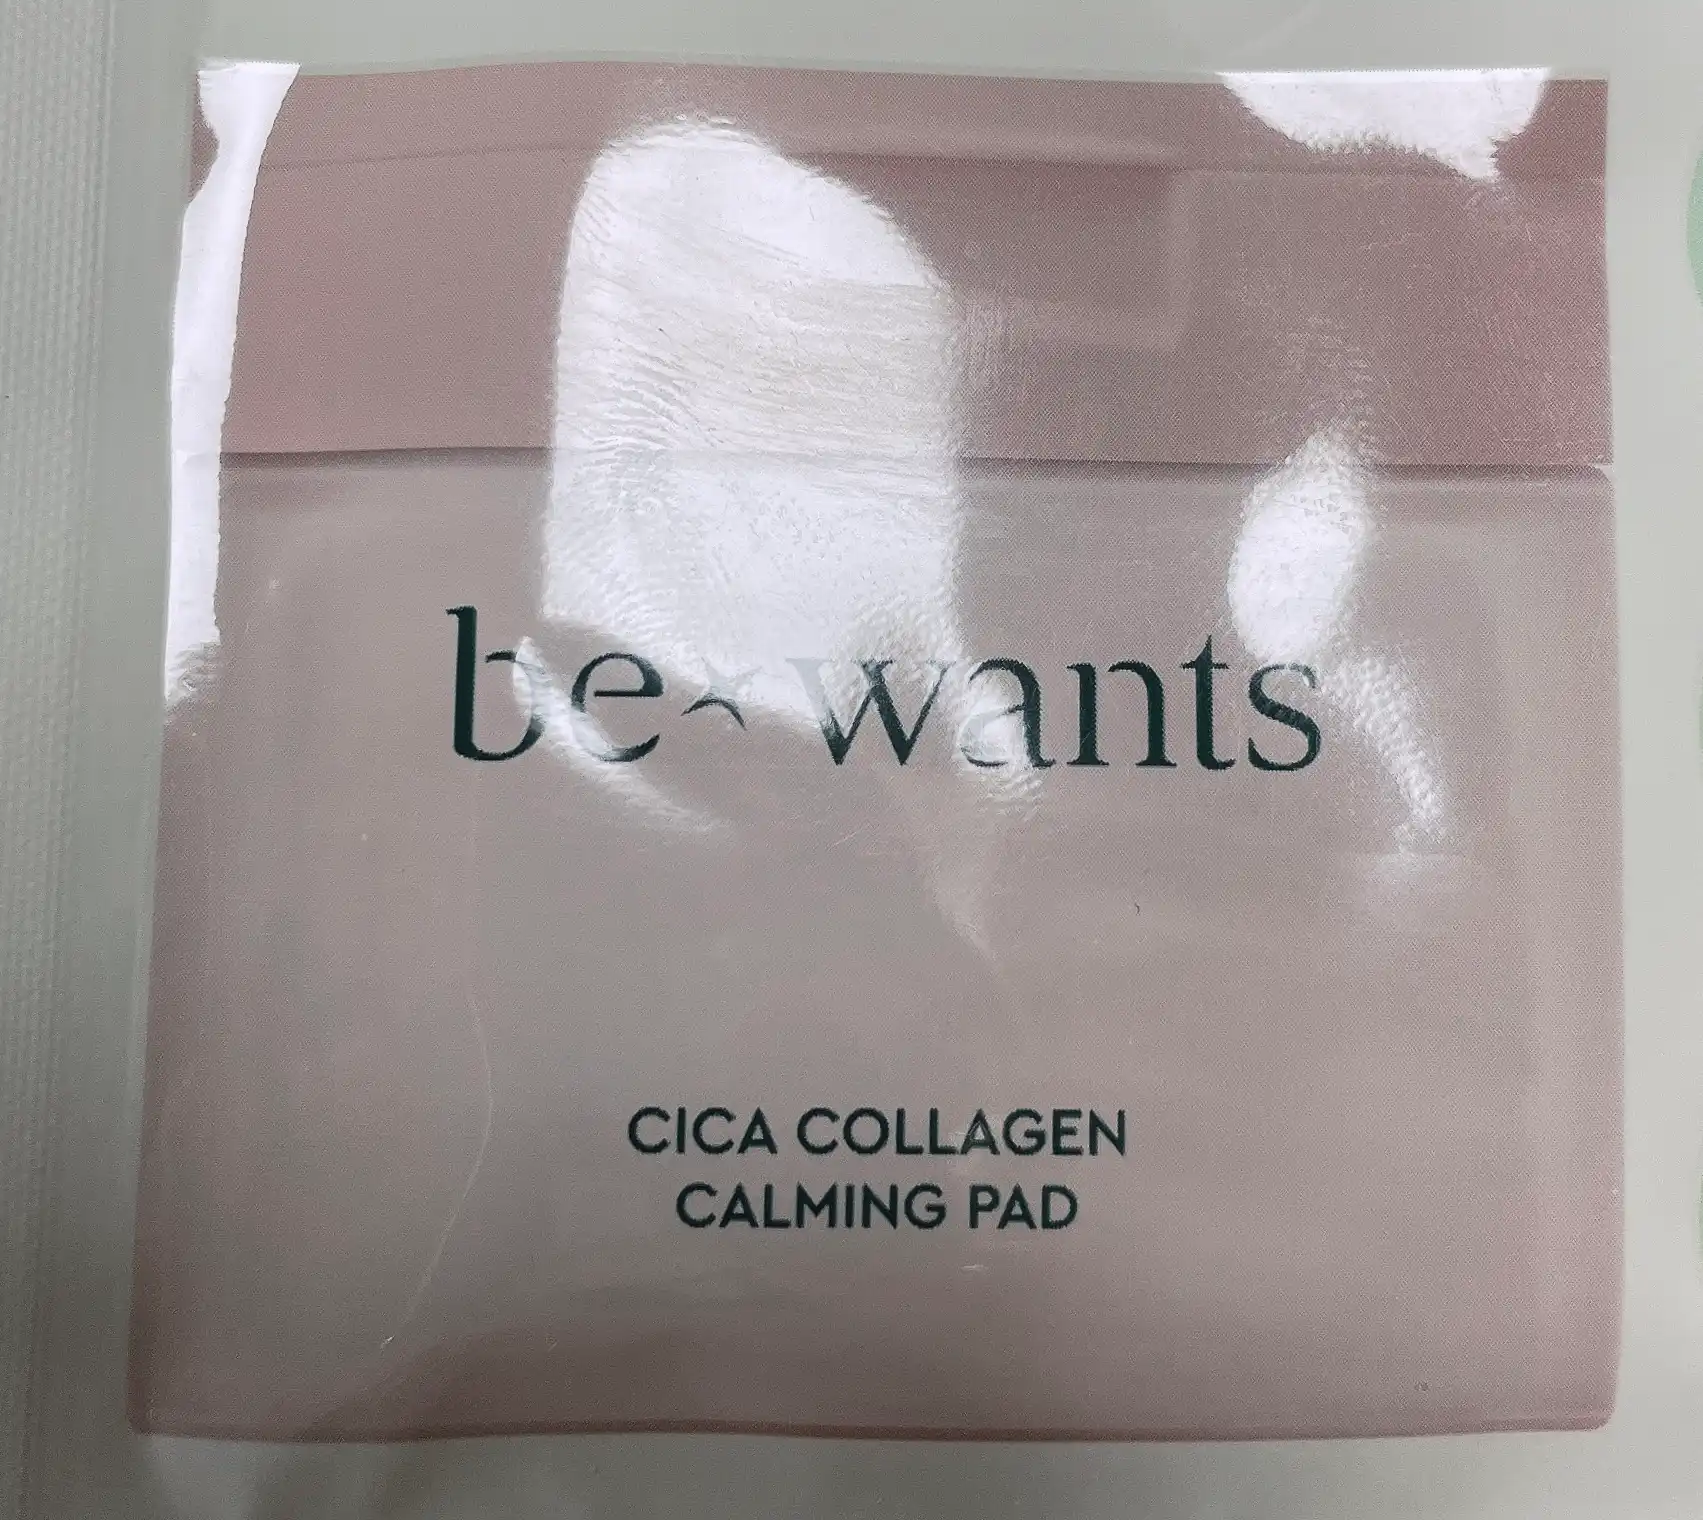 be wants
CICA COLLAGEN
CALMING PAD